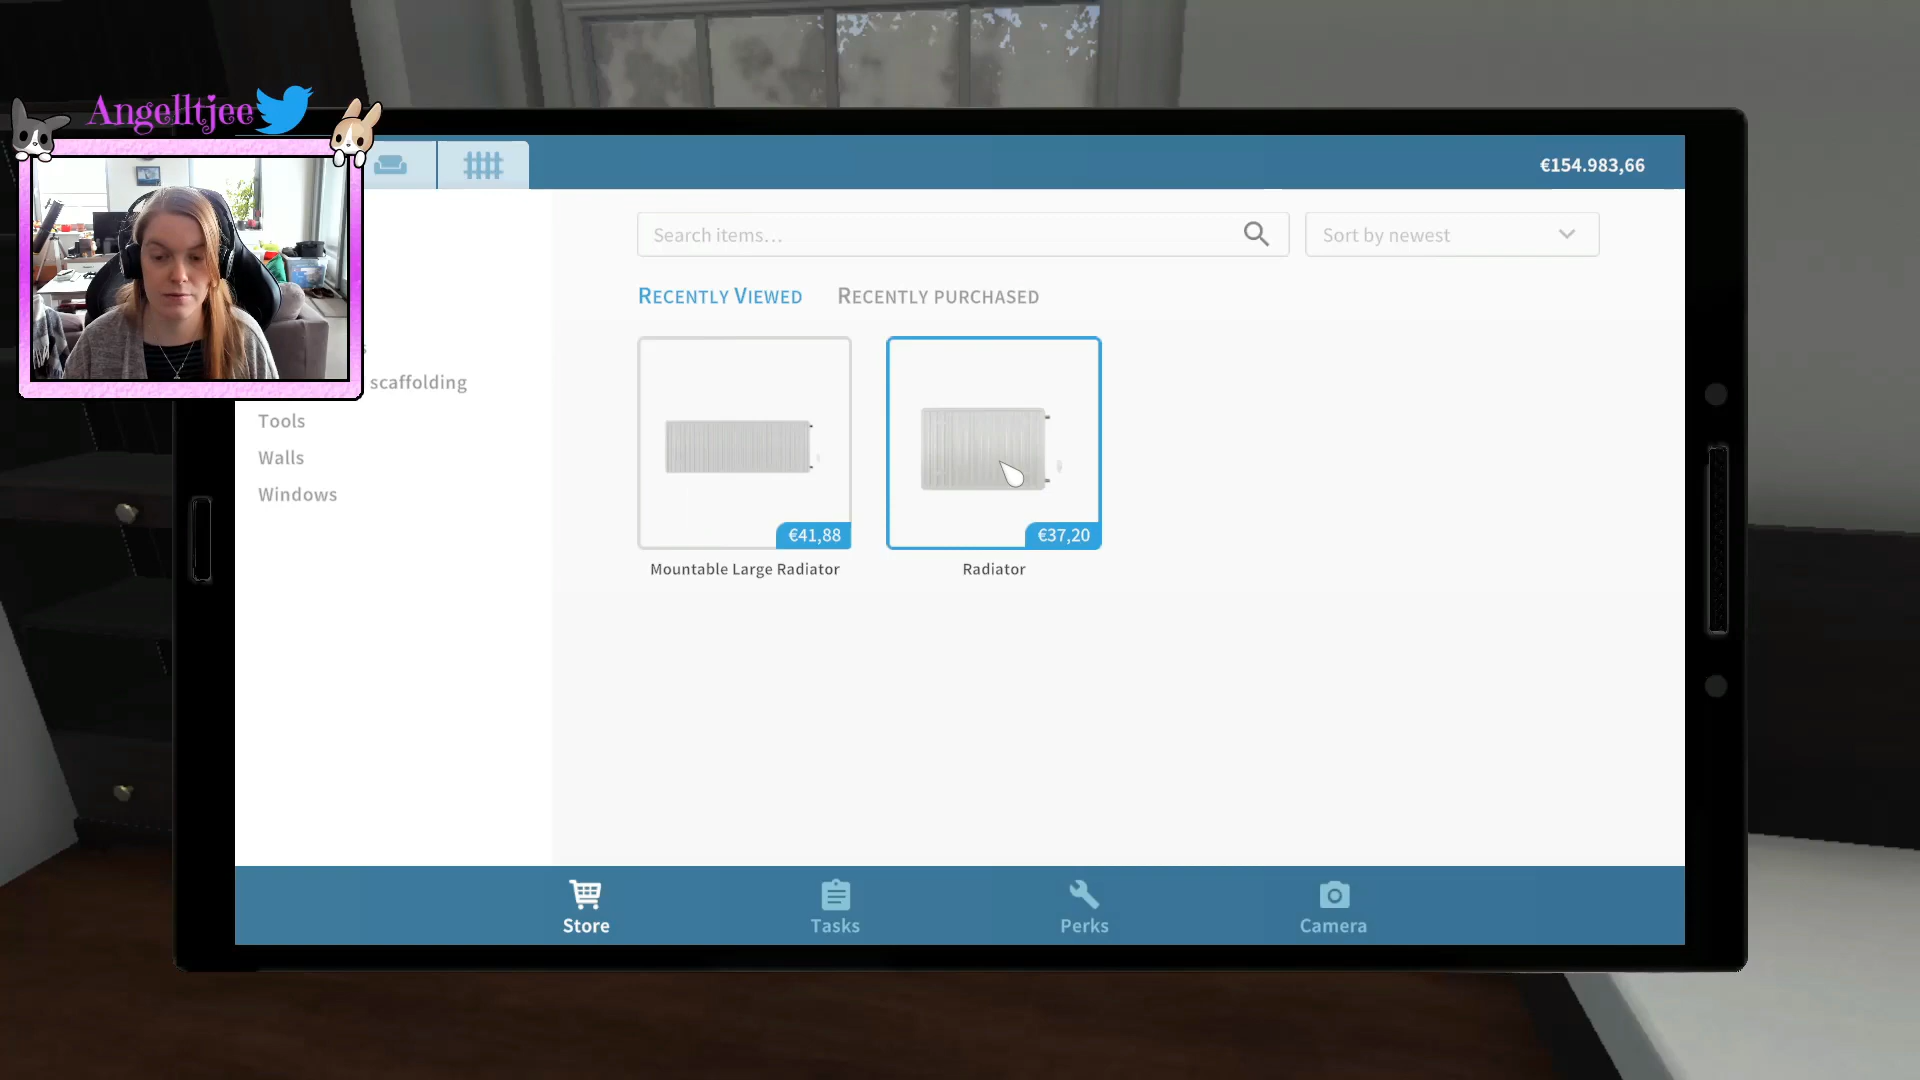 Angelltjee
€154.983,66
Search items...
Sort by newest
RECENTLY VIEWED
RECENTLY PURCHASED
scaffolding
Tools
Walls
Windows
€41,88
€37,20
Mountable Large Radiator
Radiator
Store
Tasks
Perks
Camera